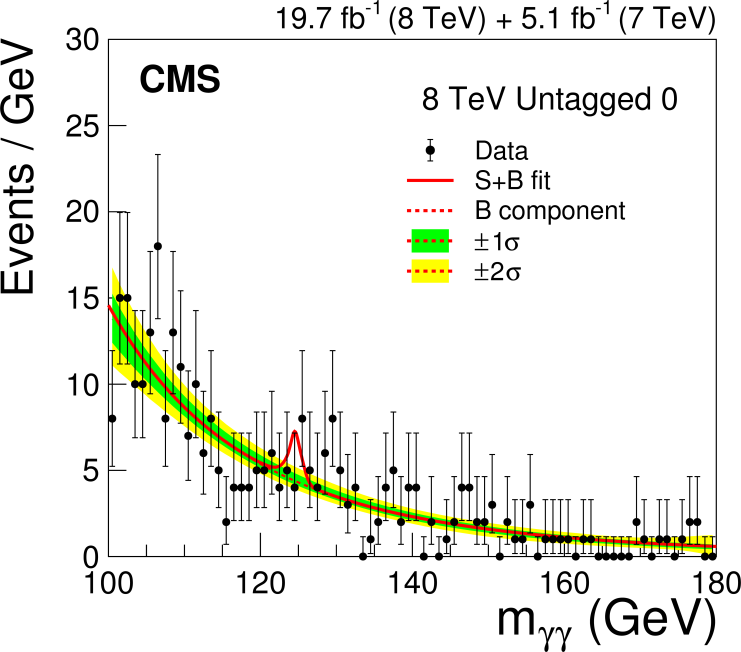 19.7 fb⁻¹ (8 TeV) + 5.1 fb⁻¹ (7 TeV)
Events / GeV
30
25
20
15
10
5
0
CMS
8 TeV Untagged 0
Data
S+B fit
B component
±1σ
±2σ
100 120 140 160 180
mγγ (GeV)